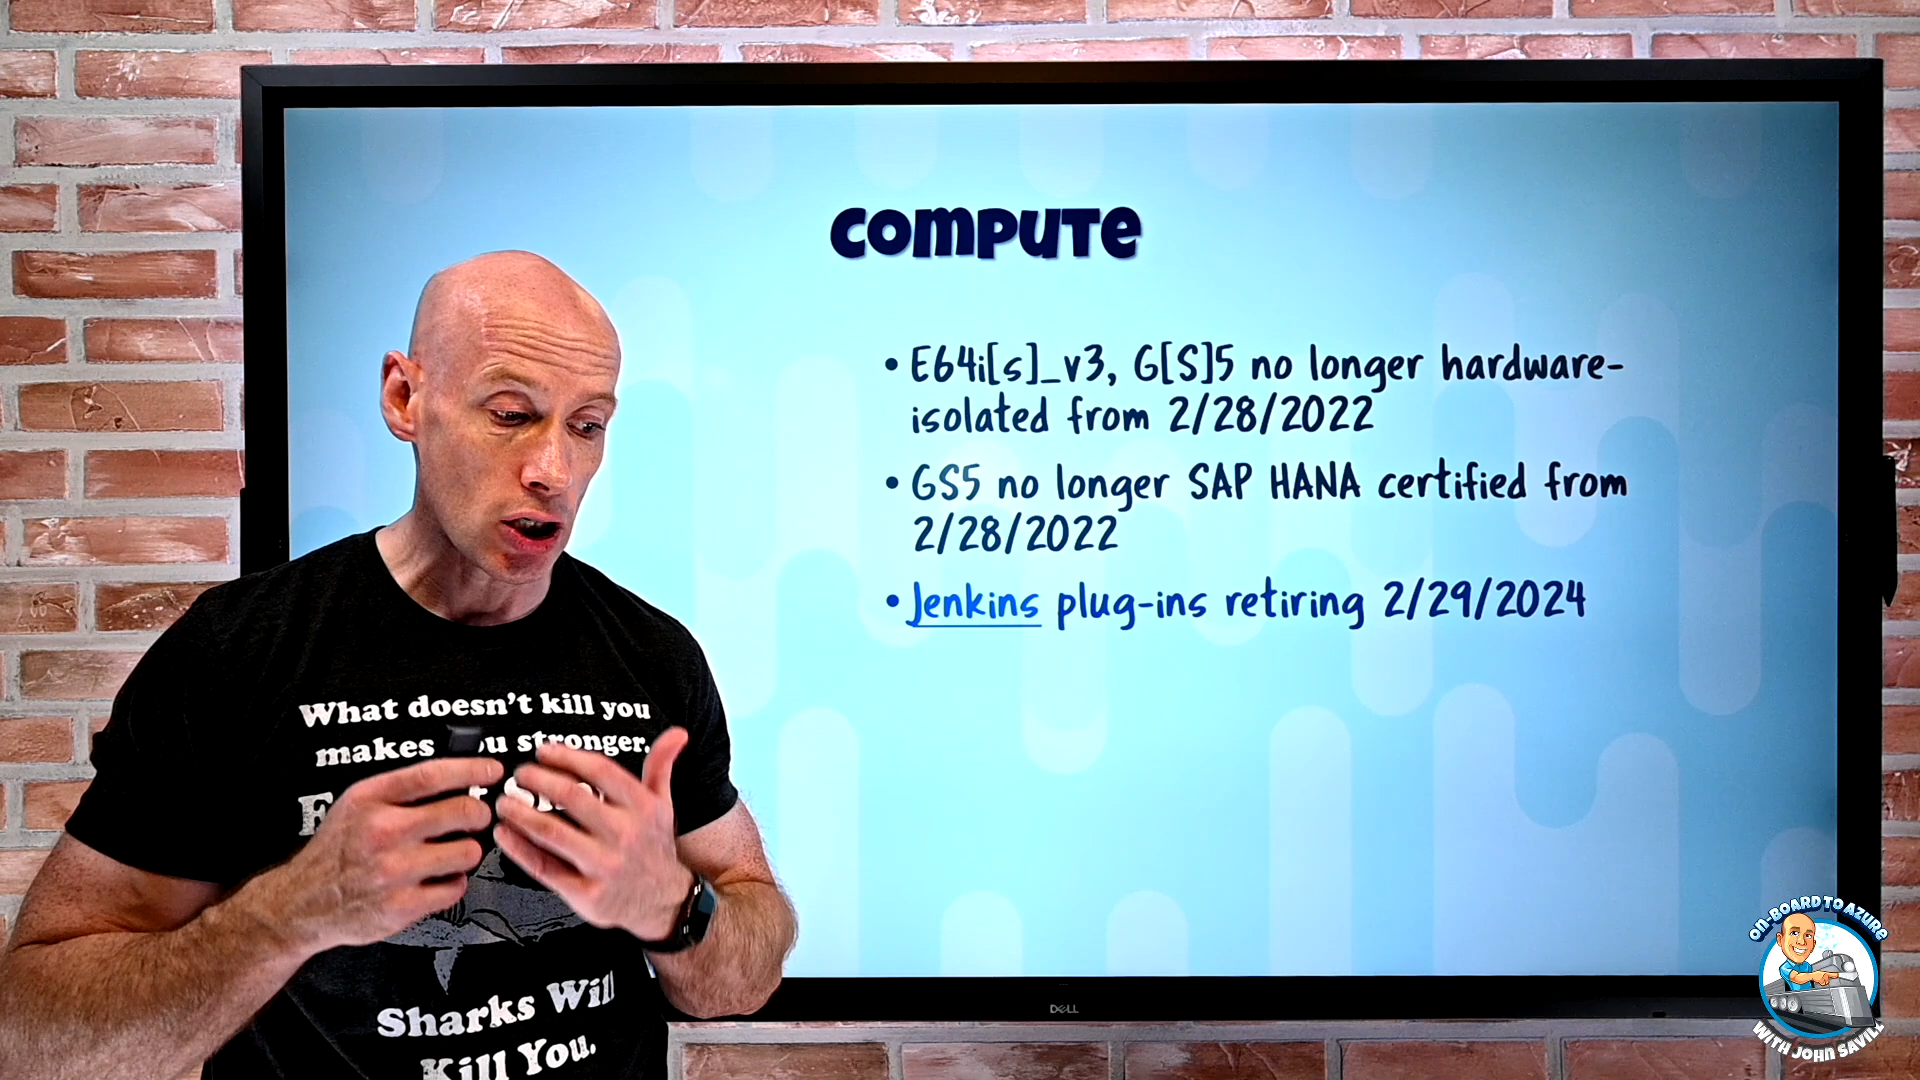 COMPUTE
• E64i[s]_v3, G[S]5 no longer hardware-
isolated from 2/28/2022
• GS5 no longer SAP HANA certified from
2/28/2022
• Jenkins plug-ins retiring 2/29/2024
What doesn't kill you
makes stronger.
Sharks Will
Kill You.
DELL
ON-BOARD TO AZURE
WITH JOHN SAVILL